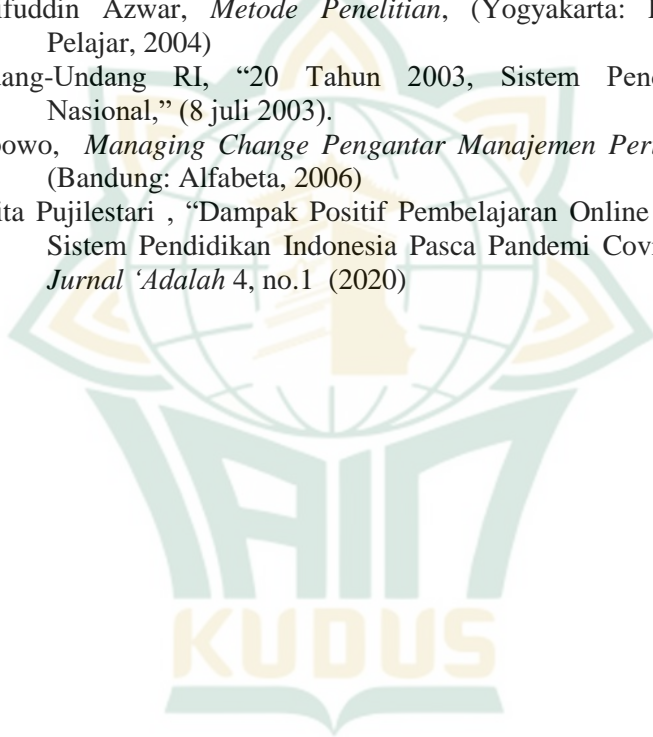 ifuddin Azwar, Metode Penelitian, (Yogyakarta:
Pelajar, 2004)
ang-Undang RI, “20 Tahun 2003, Sistem Pen
Nasional,” (8 juli 2003).
owo, Managing Change Pengantar Manajemen Per
(Bandung: Alfabeta, 2006)
ita Pujilestari , “Dampak Positif Pembelajaran Online
Sistem Pendidikan Indonesia Pasca Pandemi Cov
Jurnal ‘Adalah 4, no.1 (2020)
IAIN
KUDUS